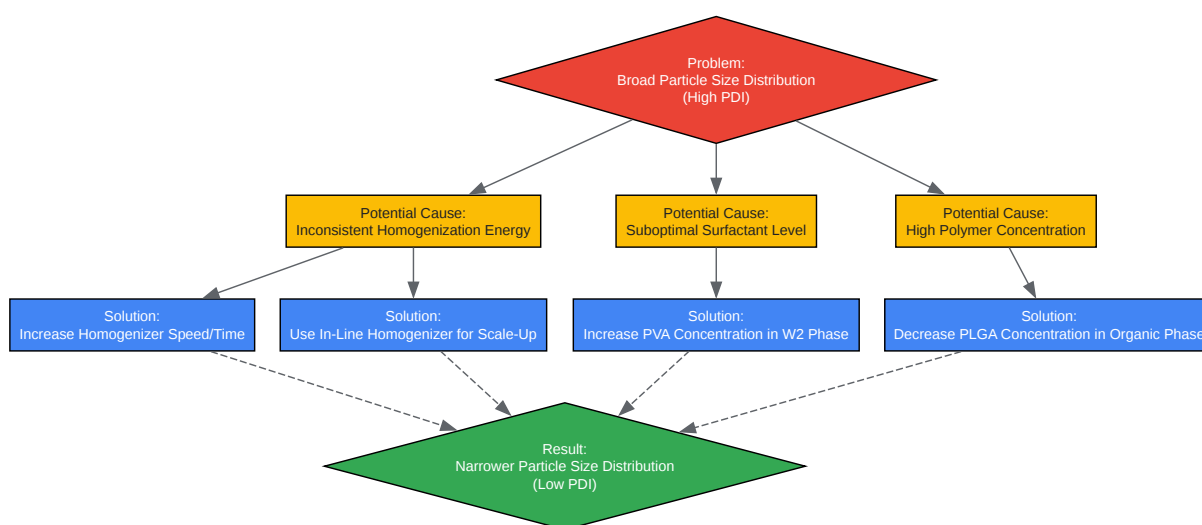 Problem:
Broad Particle Size Distribution
(High PDI)
Potential Cause:
Inconsistent Homogenization Energy
Potential Cause:
Suboptimal Surfactant Level
Potential Cause:
High Polymer Concentration
Solution:
Increase Homogenizer Speed/Time
Solution:
Use In-Line Homogenizer for Scale-Up
Solution:
Increase PVA Concentration in W2 Phase
Solution:
Decrease PLGA Concentration in Organic Phase
Result:
Narrower Particle Size Distribution
(Low PDI)